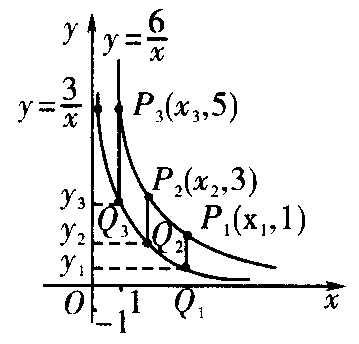 y
y = 6/x
y = 3/x
P₃(x₃,5)
P₂(x₂,3)
P₁(x₁,1)
y₃
Q₃
y₂
Q₂
y₁
O
1
Q₁
x
-1